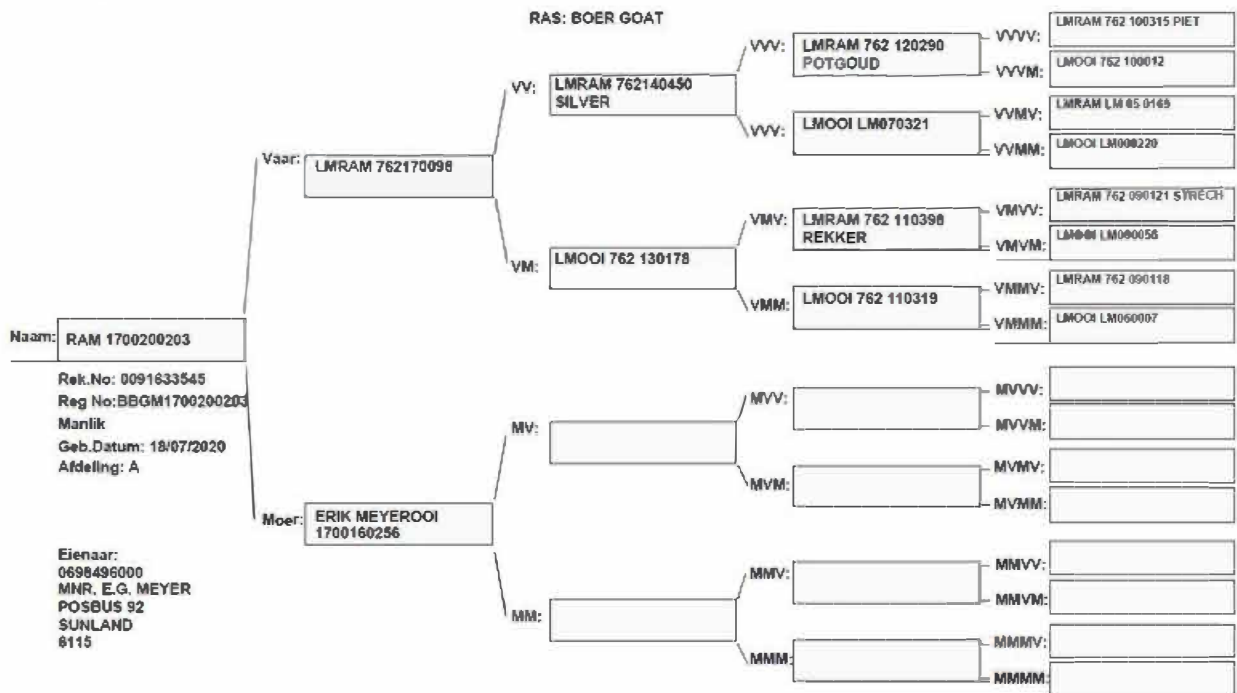 RAS: BOER GOAT
Naam: RAM 1700200203
Rek.No: 0091633545
Reg No:BBGM1700200203
Manlik
Geb.Datum: 18/07/2020
Afdeling: A
Eienaar:
0698496000
MNR. E.G. MEYER
POSBUS 92
SUNLAND
6115
Vaar: LMRAM 762170098
Moer: ERIK MEYEROOI
1700160256
VV: LMRAM 762140450
SILVER
VM: LMOOI 762 130178
MV:
MM:
VVV: LMRAM 762 120290
POTGOUD
VVV: LMOOI LM070321
VMV: LMRAM 762 110398
REKKER
VMM: LMOOI 762 110319
MVV:
MVM:
MMV:
MMM:
VVVV: LMRAM 762 100315 PIET
VVVM: LMOOI 762 100012
VVMV: LMRAM LM 05 0169
VVMM: LMOOI LM000220
VMVV: LMRAM 762 090121 STRECH
VMVM: LMOOI
VMMV: LMRAM 762 090118
VMMM: LMOOI LM060007
MVVV:
MVVM:
MVMV:
MVMM:
MMVV:
MMVM:
MMMV:
MMMM: